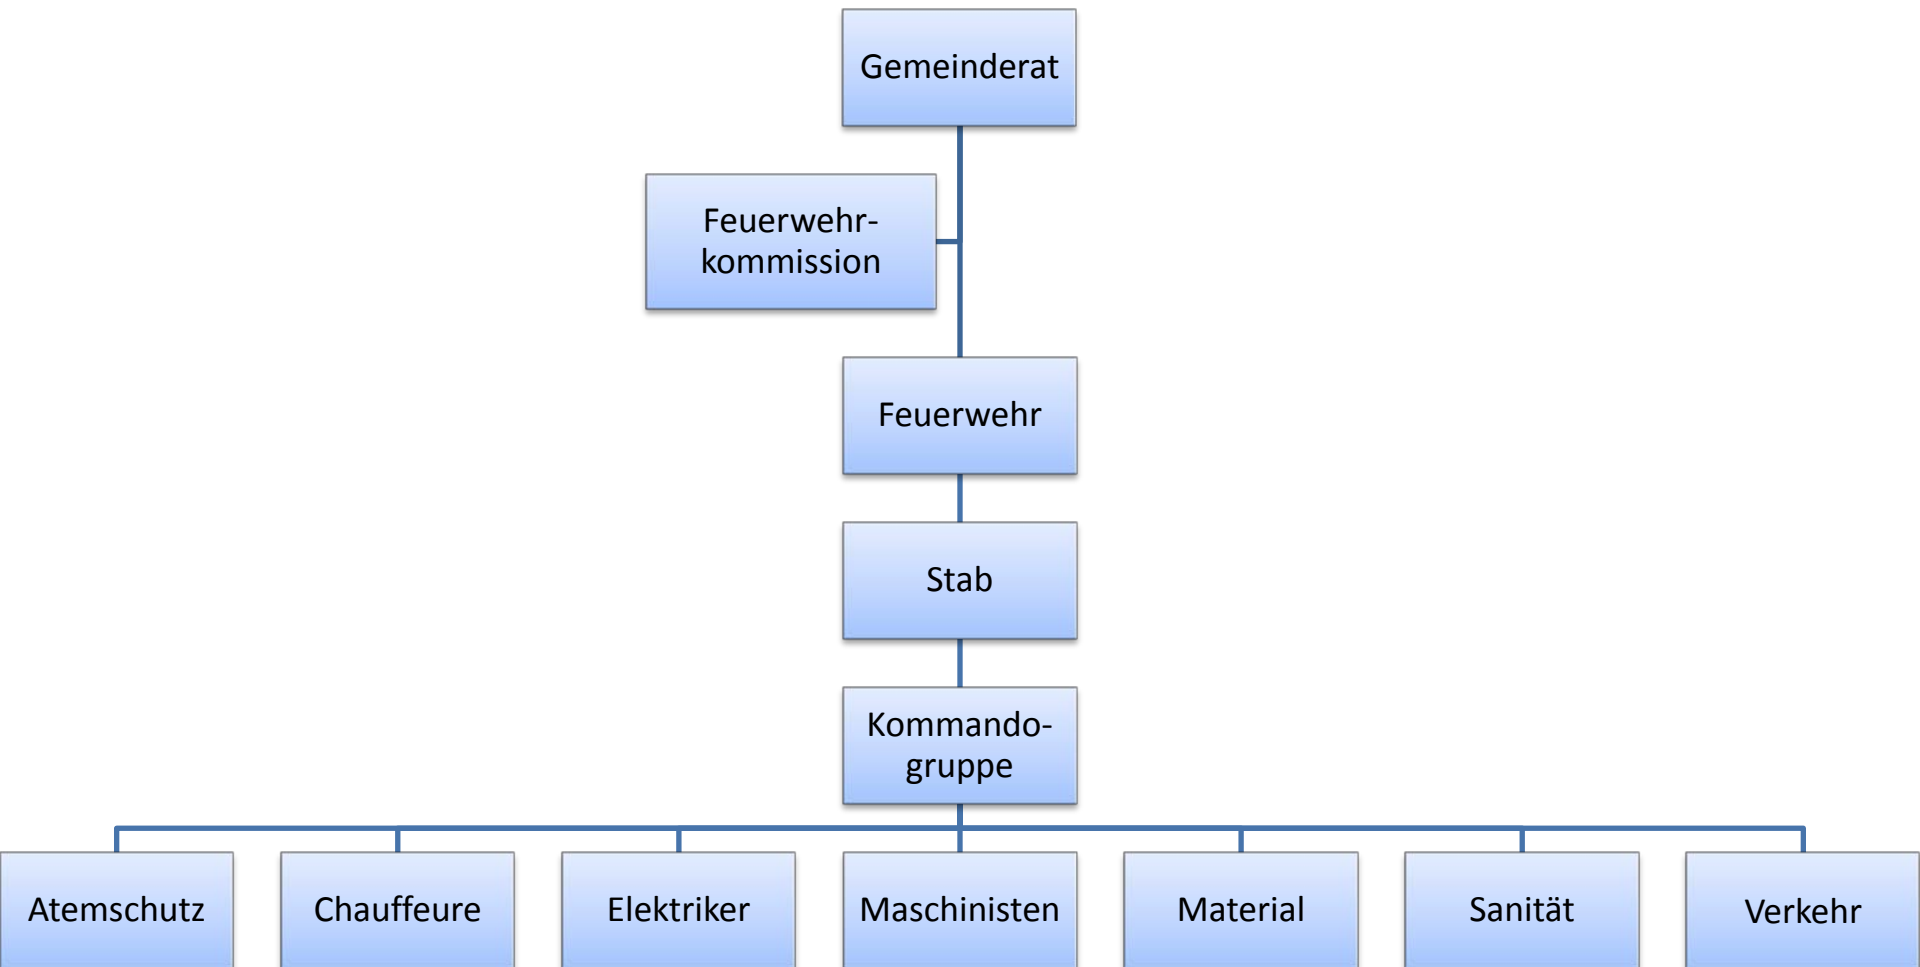 Gemeinderat
Feuerwehr-
kommission
Feuerwehr
Stab
Kommando-
gruppe
Atemschutz
Chauffeure
Elektriker
Maschinisten
Material
Sanität
Verkehr